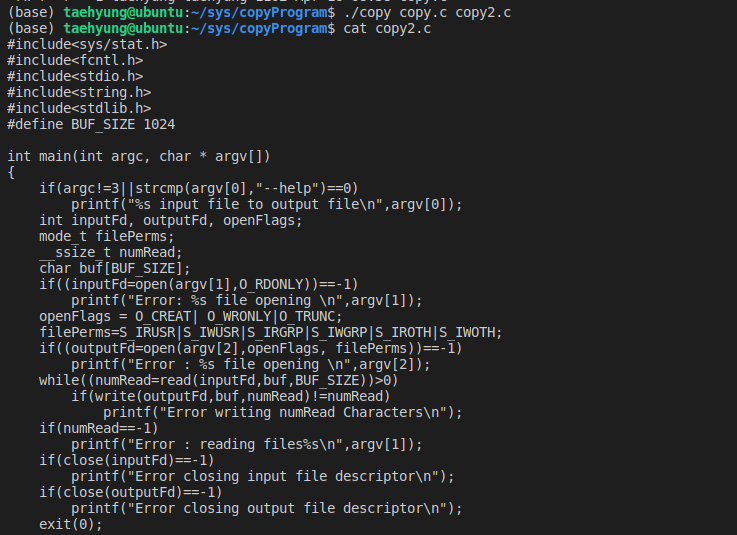 (base) taehyung@ubuntu:~/sys/copyProgram$ ./copy copy.c copy2.c
(base) taehyung@ubuntu:~/sys/copyProgram$ cat copy2.c
#include<sys/stat.h>
#include<fcntl.h>
#include<stdio.h>
#include<string.h>
#include<stdlib.h>
#define BUF_SIZE 1024

int main(int argc, char * argv[])
{
    if(argc!=3||strcmp(argv[0],"--help")==0)
        printf("%s input file to output file\n",argv[0]);
    int inputFd, outputFd, openFlags;
    mode_t filePerms;
    __ssize_t numRead;
    char buf[BUF_SIZE];
    if((inputFd=open(argv[1],O_RDONLY))==-1)
        printf("Error: %s file opening \n",argv[1]);
    openFlags = O_CREAT| O_WRONLY|O_TRUNC;
    filePerms=S_IRUSR|S_IWUSR|S_IRGRP|S_IWGRP|S_IROTH|S_IWOTH;
    if((outputFd=open(argv[2],openFlags, filePerms))==-1)
        printf("Error : %s file opening \n",argv[2]);
    while((numRead=read(inputFd,buf,BUF_SIZE))>0)
        if(write(outputFd,buf,numRead)!=numRead)
            printf("Error writing numRead Characters\n");
    if(numRead==-1)
        printf("Error : reading files%s\n",argv[1]);
    if(close(inputFd)==-1)
        printf("Error closing input file descriptor\n");
    if(close(outputFd)==-1)
        printf("Error closing output file descriptor\n");
    exit(0);